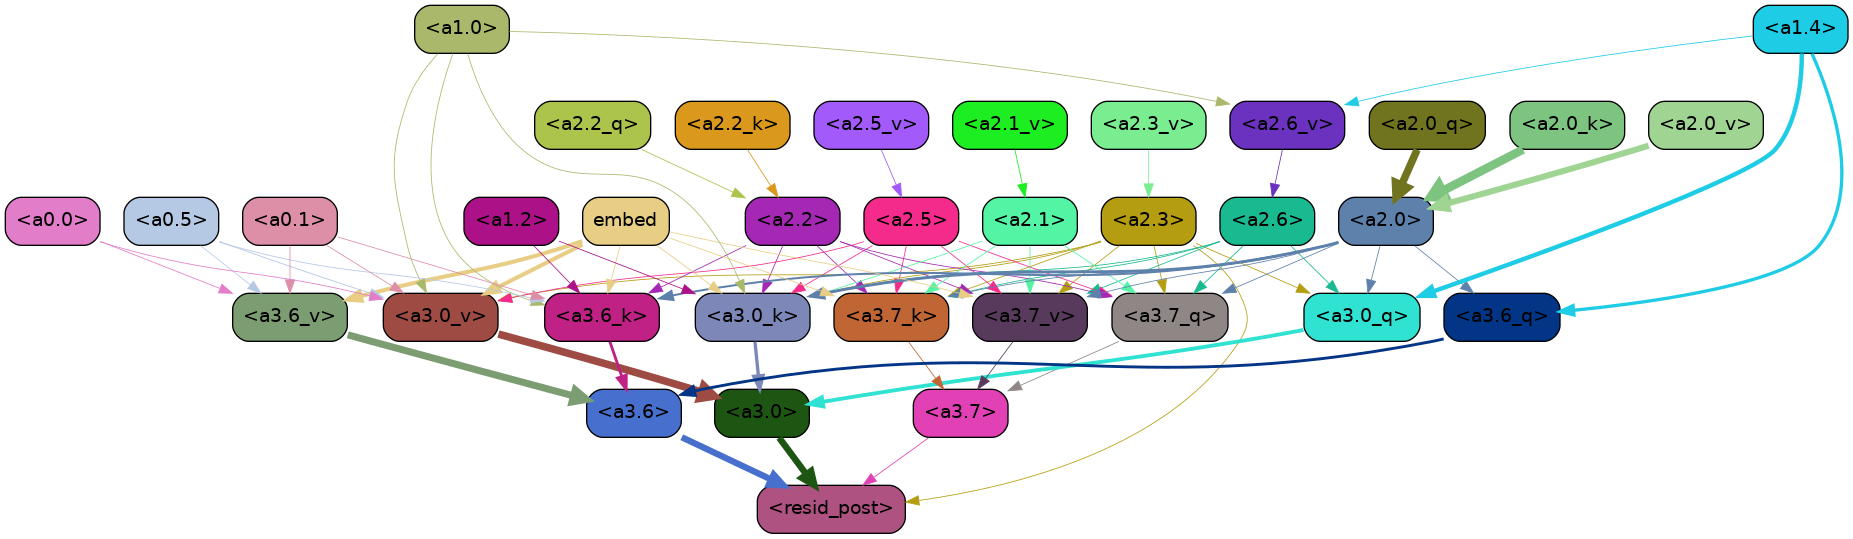 <a1.0>
<a1.4>
<a2.2_q>
<a2.2_k>
<a2.5_v>
<a2.1_v>
<a2.3_v>
<a2.6_v>
<a2.0_q>
<a2.0_k>
<a2.0_v>
<a0.0>
<a0.5>
<a0.1>
<a1.2>
embed
<a2.2>
<a2.5>
<a2.1>
<a2.3>
<a2.6>
<a2.0>
<a3.6_v>
<a3.0_v>
<a3.6_k>
<a3.0_k>
<a3.7_k>
<a3.7_v>
<a3.7_q>
<a3.0_q>
<a3.6_q>
<a3.6>
<a3.0>
<a3.7>
<resid_post>